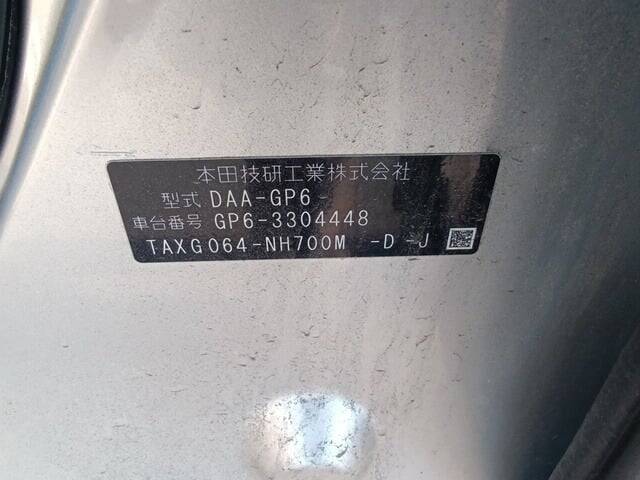 本田技研工業株式会社
型式 DAA-GP6
車台番号 GP6-3304448
TAXG064-NH700M -D -J